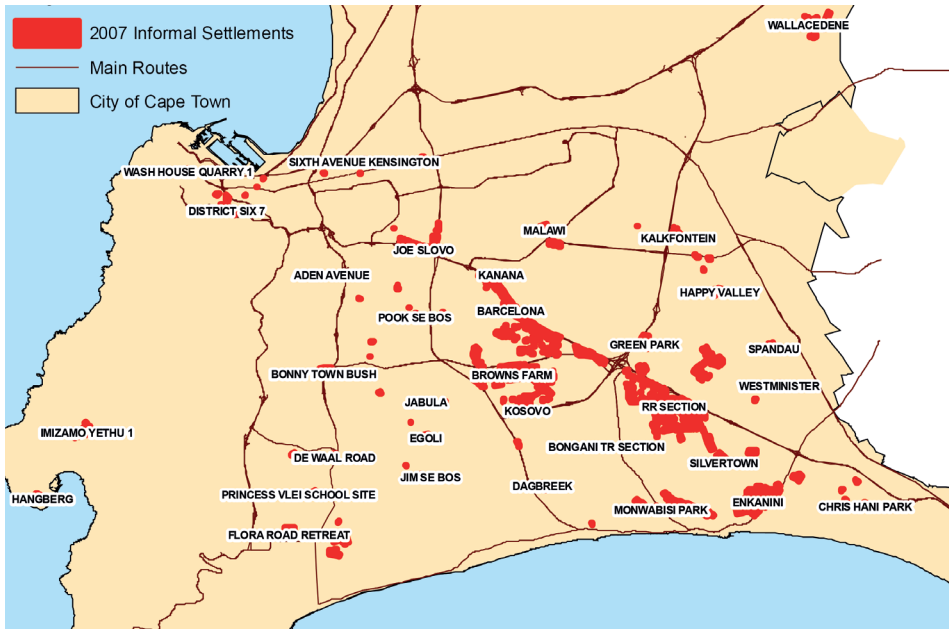 2007 Informal Settlements
Main Routes
City of Cape Town
WALLACEDENE
SIXTH AVENUE KENSINGTON
WASH HOUSE QUARRY 1
DISTRICT SIX 7
MALAWI
KALKFONTEIN
JOE SLOVO
ADEN AVENUE
KANANA
HAPPY VALLEY
BARCELONA
POOK SE BOS
GREEN PARK
SPANDAU
BONNY TOWN BUSH
BROWNS FARM
WESTMINISTER
JABULA
KOSOVO
RR SECTION
IMIZAMO YETHU 1
EGOLI
BONGANI TR SECTION
DE WAAL ROAD
SILVERTOWN
JIM SE BOS
DAGBREEK
HANGBERG
PRINCESS VLEI SCHOOL SITE
ENKANINI
CHRIS HANI PARK
MONWABISI PARK
FLORA ROAD RETREAT